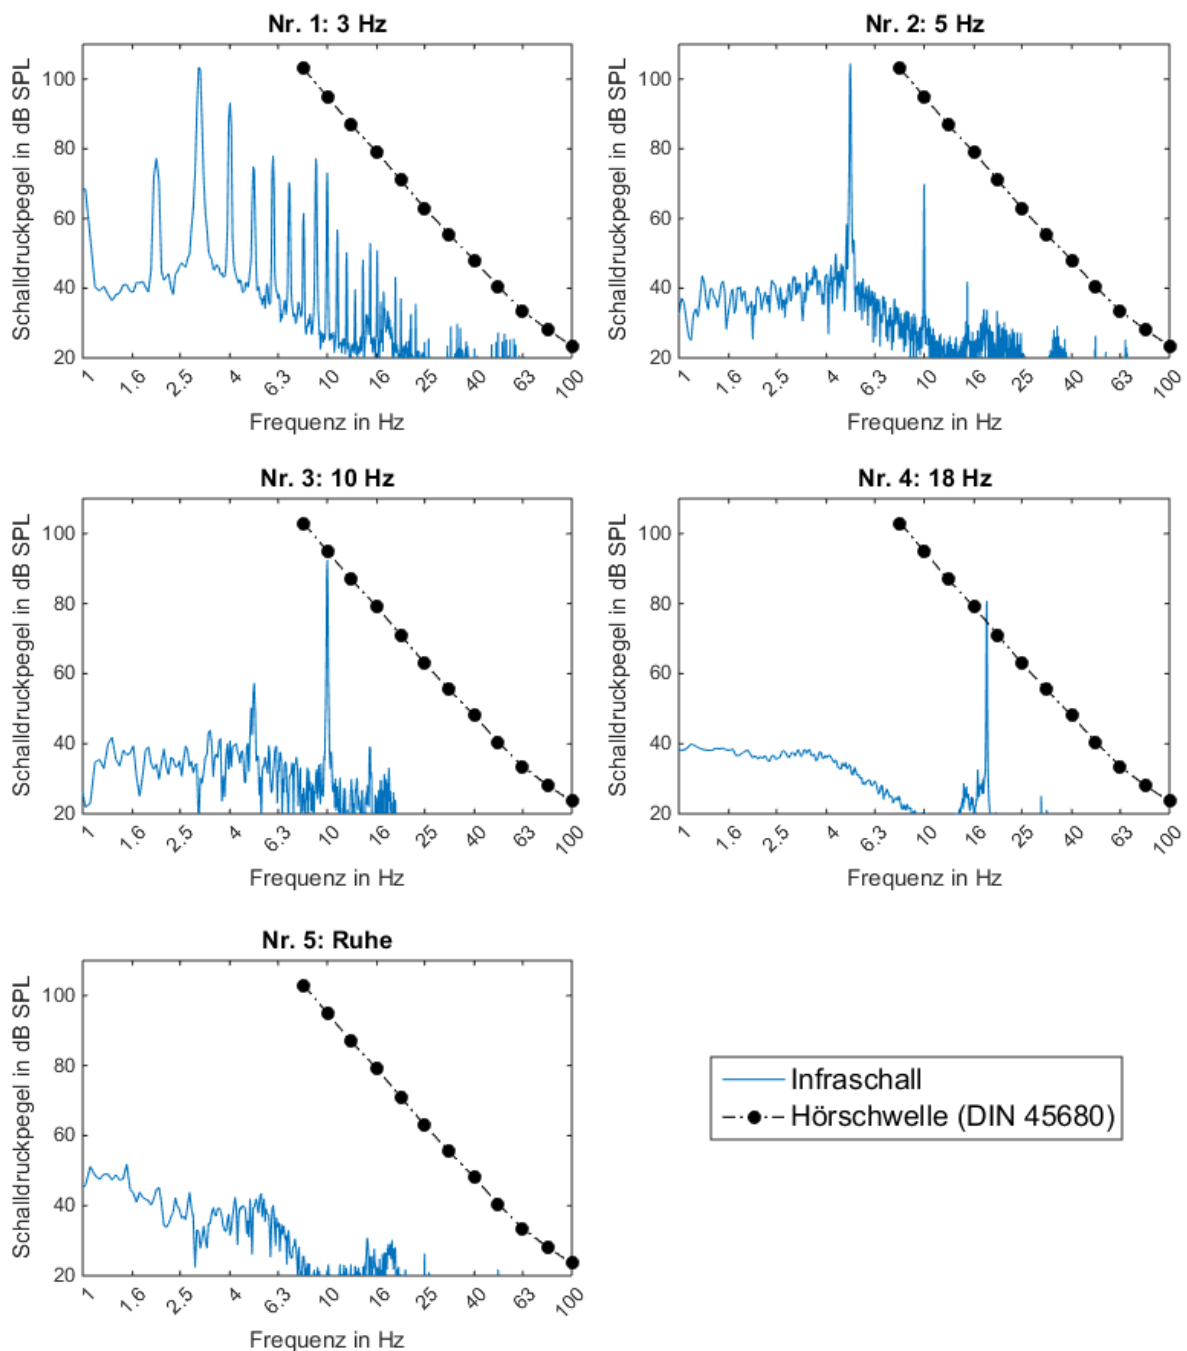 Nr. 1: 3 Hz
Schalldruckpegel in dB SPL
100
80
60
40
20
1 1.6 2.5 4 6.3 10 16 25 40 63 100
Frequenz in Hz
Nr. 2: 5 Hz
Schalldruckpegel in dB SPL
100
80
60
40
20
1 1.6 2.5 4 6.3 10 16 25 40 63 100
Frequenz in Hz
Nr. 3: 10 Hz
Schalldruckpegel in dB SPL
100
80
60
40
20
1 1.6 2.5 4 6.3 10 16 25 40 63 100
Frequenz in Hz
Nr. 4: 18 Hz
Schalldruckpegel in dB SPL
100
80
60
40
20
1 1.6 2.5 4 6.3 10 16 25 40 63 100
Frequenz in Hz
Nr. 5: Ruhe
Schalldruckpegel in dB SPL
100
80
60
40
20
1 1.6 2.5 4 6.3 10 16 25 40 63 100
Frequenz in Hz
Infraschall
Hörschwelle (DIN 45680)